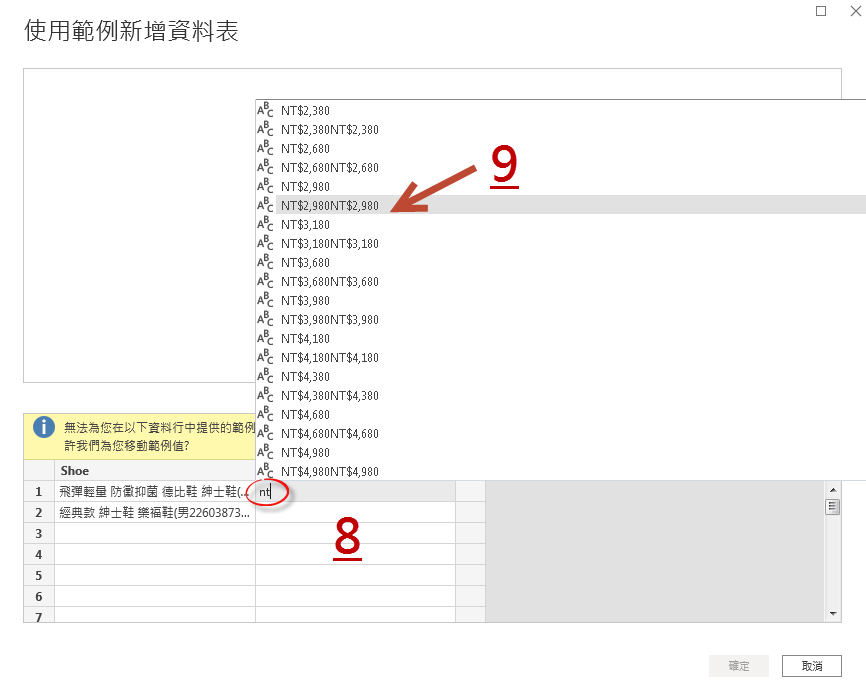 使用範例新增資料表
NT$2,380
NT$2,380NT$2,380
NT$2,680
NT$2,680NT$2,680
NT$2,980
NT$2,980NT$2,980
NT$3,180
NT$3,180NT$3,180
NT$3,680
NT$3,680NT$3,680
NT$3,980
NT$3,980NT$3,980
NT$4,180
NT$4,180NT$4,180
NT$4,380
NT$4,380NT$4,380
NT$4,680
NT$4,680NT$4,680
NT$4,980
NT$4,980NT$4,980
9
無法為您在以下資料行中提供的範例
許我們為您移動範例值?
Shoe
1 飛彈輕量 防黴抑菌 德比鞋 紳士鞋(... nt
2 經典款 紳士鞋 樂福鞋(男22603873...
8
3
4
5
6
7
確定 取消